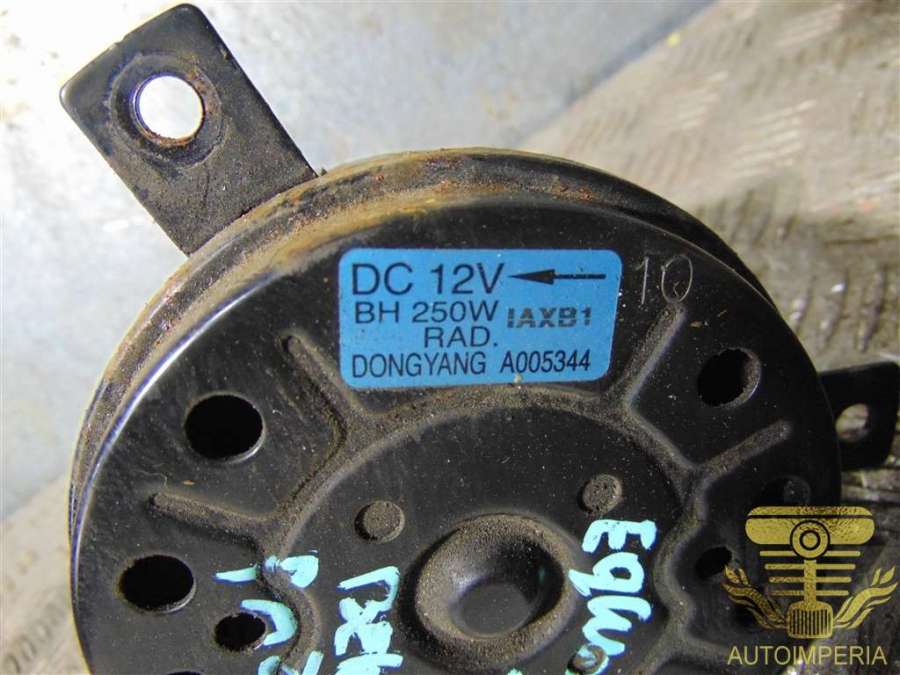 DC 12V
BH 250W IAXB1
RAD.
DONGYANG A005344
10
AUTOIMPERIA